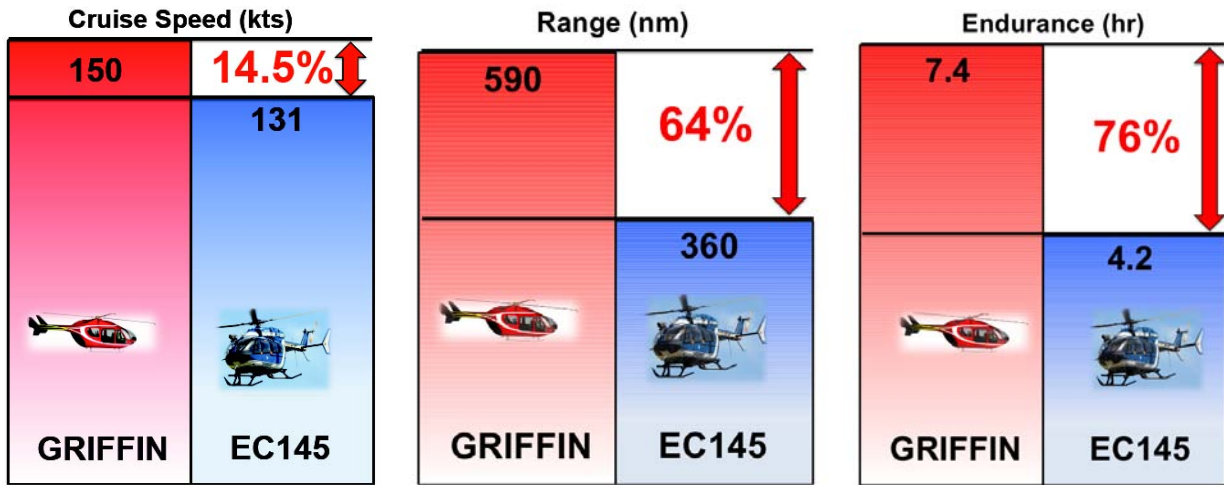 Cruise Speed (kts)
150
14.5%
131
GRIFFIN
EC145
Range (nm)
590
64%
360
GRIFFIN
EC145
Endurance (hr)
7.4
76%
4.2
GRIFFIN
EC145